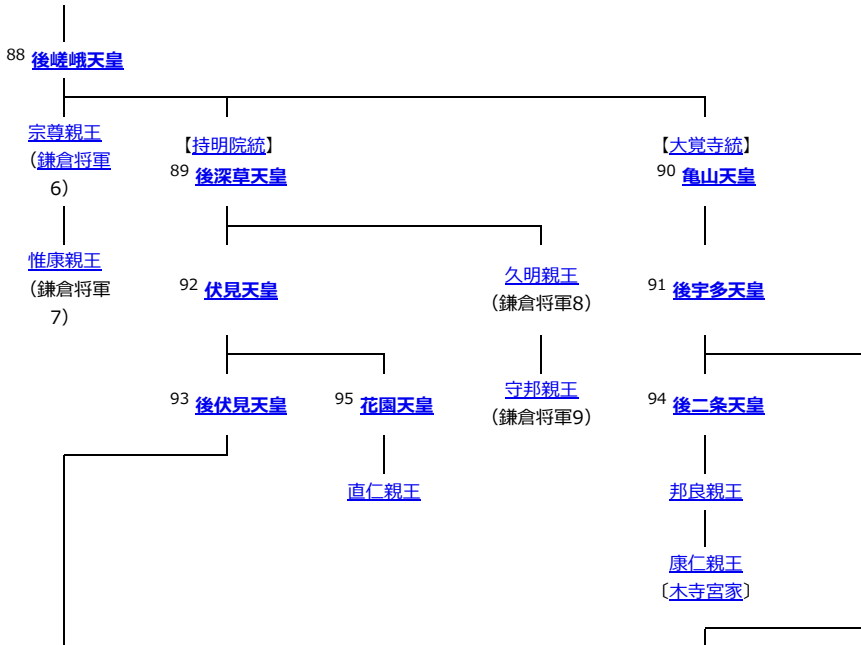 88 後嵯峨天皇
宗尊親王
（鎌倉将軍
6）
【持明院統】
89 後深草天皇
【大覚寺統】
90 亀山天皇
惟康親王
（鎌倉将軍
7）
92 伏見天皇
久明親王
（鎌倉将軍8）
91 後宇多天皇
93 後伏見天皇
95 花園天皇
守邦親王
（鎌倉将軍9）
94 後二条天皇
直仁親王
邦良親王
康仁親王
〔木寺宮家〕